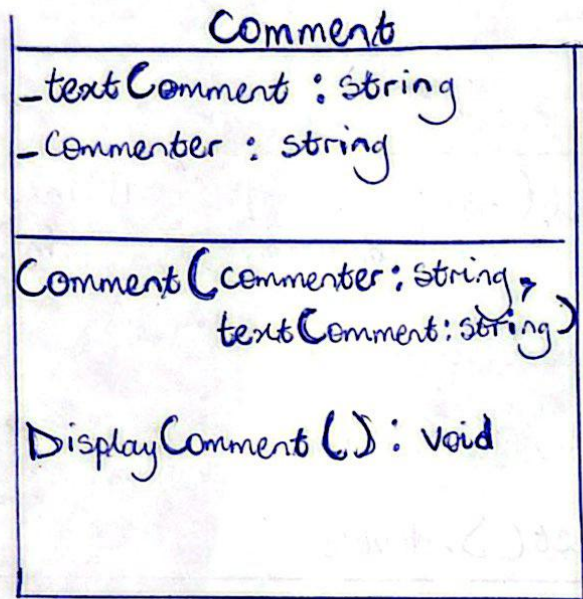 Comment
_textComment : string
_Commenter : string
Comment(commenter: string,
textComment: string)
DisplayComment(): void